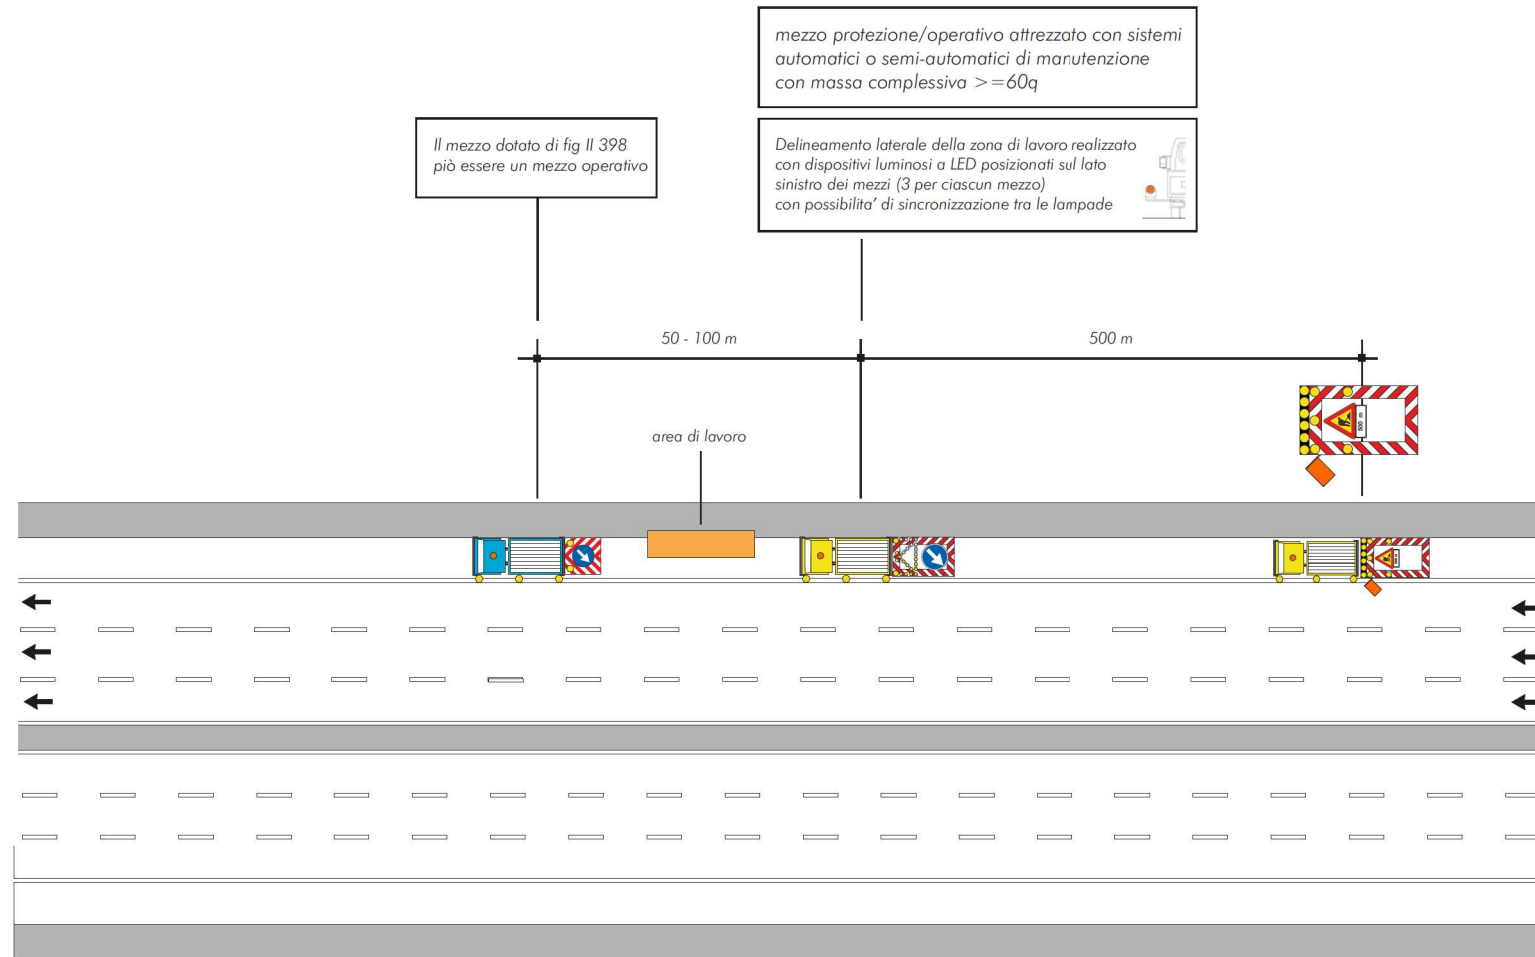 mezzo protezione/operativo attrezzato con sistemi
automatici o semi-automatici di manutenzione
con massa complessiva >=60q
Il mezzo dotato di fig II 398
piò essere un mezzo operativo
Delineamento laterale della zona di lavoro realizzato
con dispositivi luminosi a LED posizionati sul lato
sinistro dei mezzi (3 per ciascun mezzo)
con possibilita' di sincronizzazione tra le lampade
50 - 100 m
500 m
500 m
area di lavoro